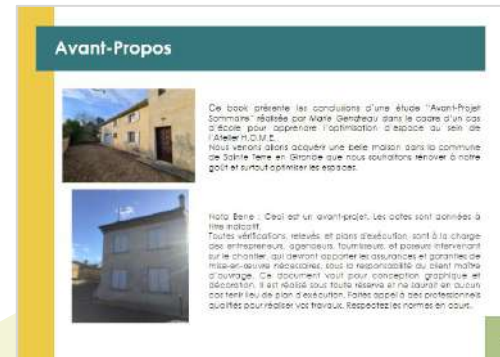 Avant-Propos
Ce book présente les conclusions d'une étude "Avant-Projet
Sommaire" réalisée par Marie dans le cadre d'un cas
d'école pour apprendre l'optimisation d'espace au sein de
l'Atelier H.O.M.E.
Nous venons alions acquérir une belle maison dans la commune
de Sainte Terre en Gironde que nous souhaitons rénover à notre
goût et surtout optimiser les espaces.
Nota Bene : Ceci est un avant-projet. Les cotes sont données à
titre indicatif.
Toutes vérifications, relevés, et plans d'exécution, sont à la charge
des entrepreneurs, agenceurs, fournisseurs, et poseurs intervenant
sur le chantier, qui devront apporter les assurances et garanties de
mise-en-œuvre nécessaires, sous la responsabilité du client maître
d'ouvrage. Ce document vaut pour conception graphique et
décoration. Il est réalisé sous toute réserve et ne saurait en aucun
cas tenir lieu de plan d'exécution. Faites appel à des professionnels
qualifiés pour réaliser vos travaux. Respectez les normes en cours.